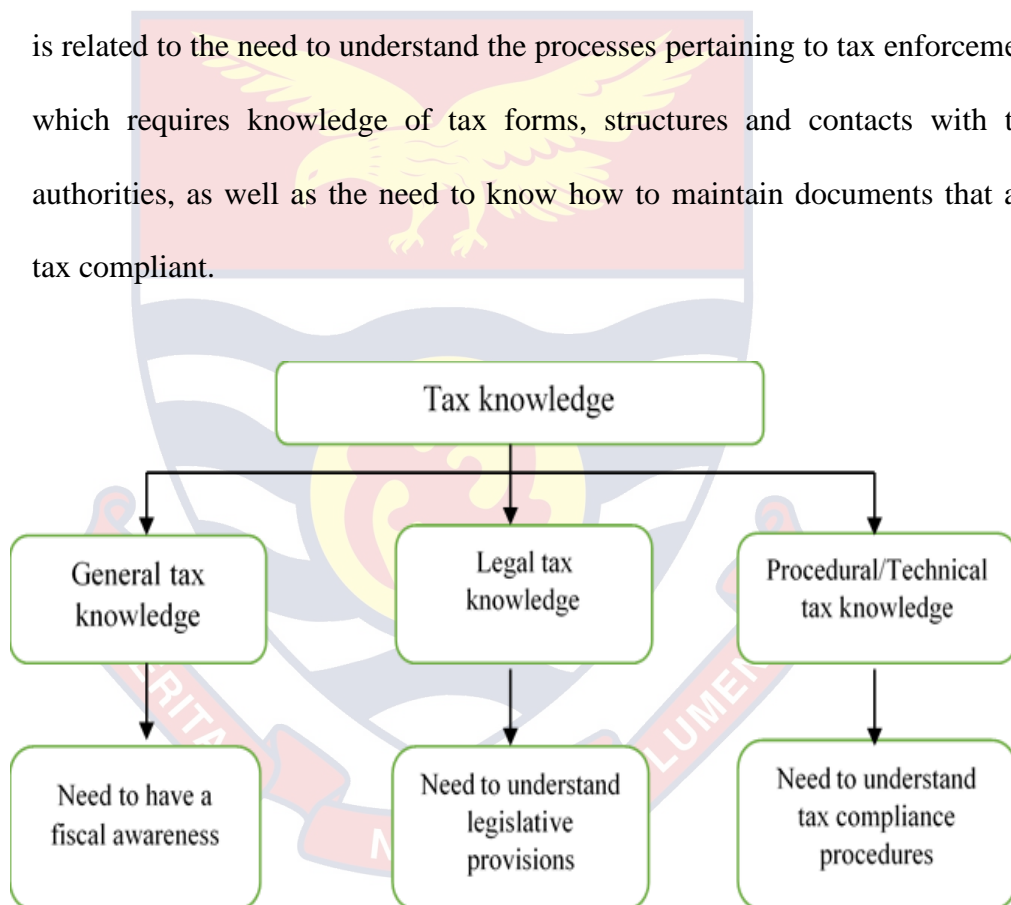 is related to the need to understand the processes pertaining to tax
which requires knowledge of tax forms, structures and contacts with
authorities, as well as the need to know how to maintain documents that
tax compliant.
Tax knowledge
General tax
knowledge
Legal tax
knowledge
Procedural/Technical
tax knowledge
Need to have a
fiscal awareness
Need to understand
legislative
provisions
Need to understand
tax compliance
procedures